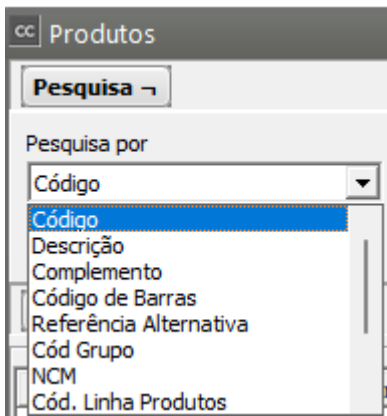 cc Produtos
Pesquisa ¬
Pesquisa por
Código
Código
Descrição
Complemento
Código de Barras
Referência Alternativa
Cód Grupo
NCM
Cód. Linha Produtos